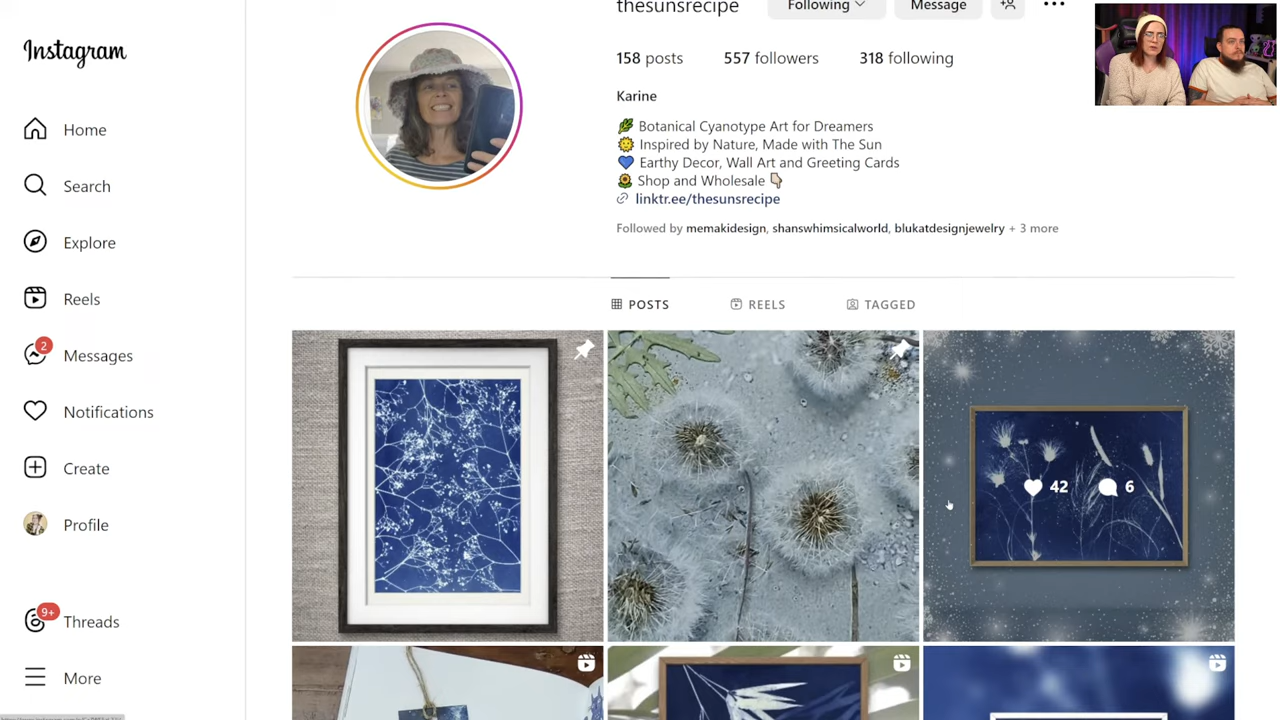 Instagram
Home
Search
Explore
Reels
2
Messages
Notifications
Create
Profile
9+
Threads
More
thesunsrecipe
Following
Message
158 posts
557 followers
318 following
Karine
Botanical Cyanotype Art for Dreamers
Inspired by Nature, Made with The Sun
Earthy Decor, Wall Art and Greeting Cards
Shop and Wholesale
linktr.ee/thesunsrecipe
Followed by memakidesign, shanswhimsicalworld, blukatdesignjewelry + 3 more
POSTS
REELS
TAGGED
42
6